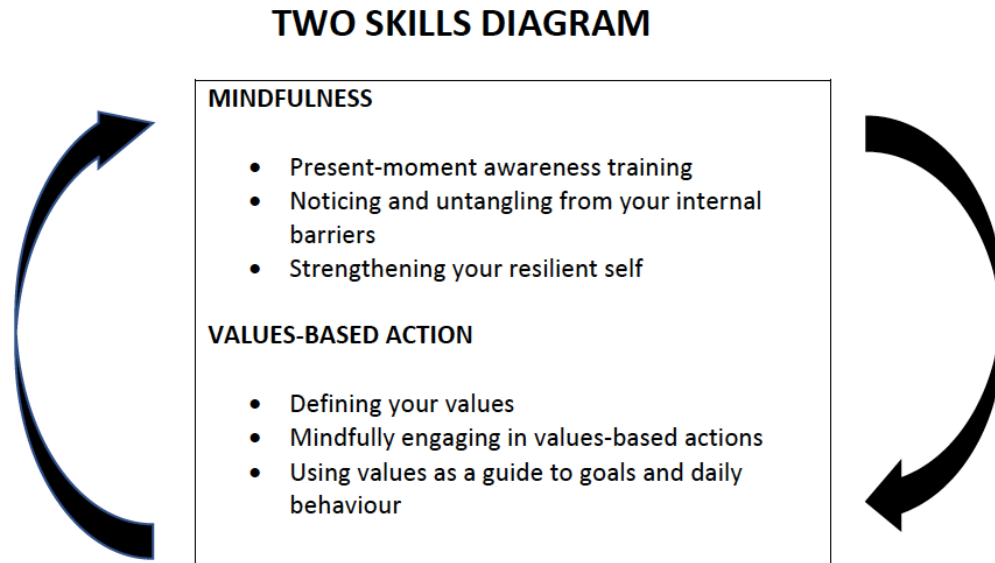 TWO SKILLS DIAGRAM
MINDFULNESS
• Present-moment awareness training
• Noticing and untangling from your internal
barriers
• Strengthening your resilient self
VALUES-BASED ACTION
• Defining your values
• Mindfully engaging in values-based actions
• Using values as a guide to goals and daily
behaviour